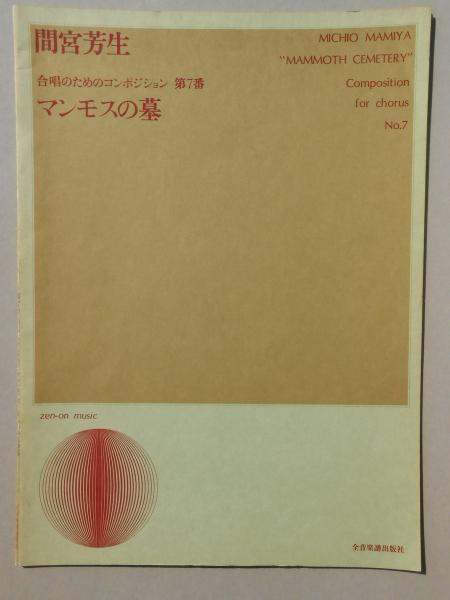 間宮芳生
合唱のためのコンポジション 第7番
マンモスの墓
MICHIO MAMIYA
"MAMMOTH CEMETERY"
Composition
for chorus
No.7
zen-on music
全音楽譜出版社